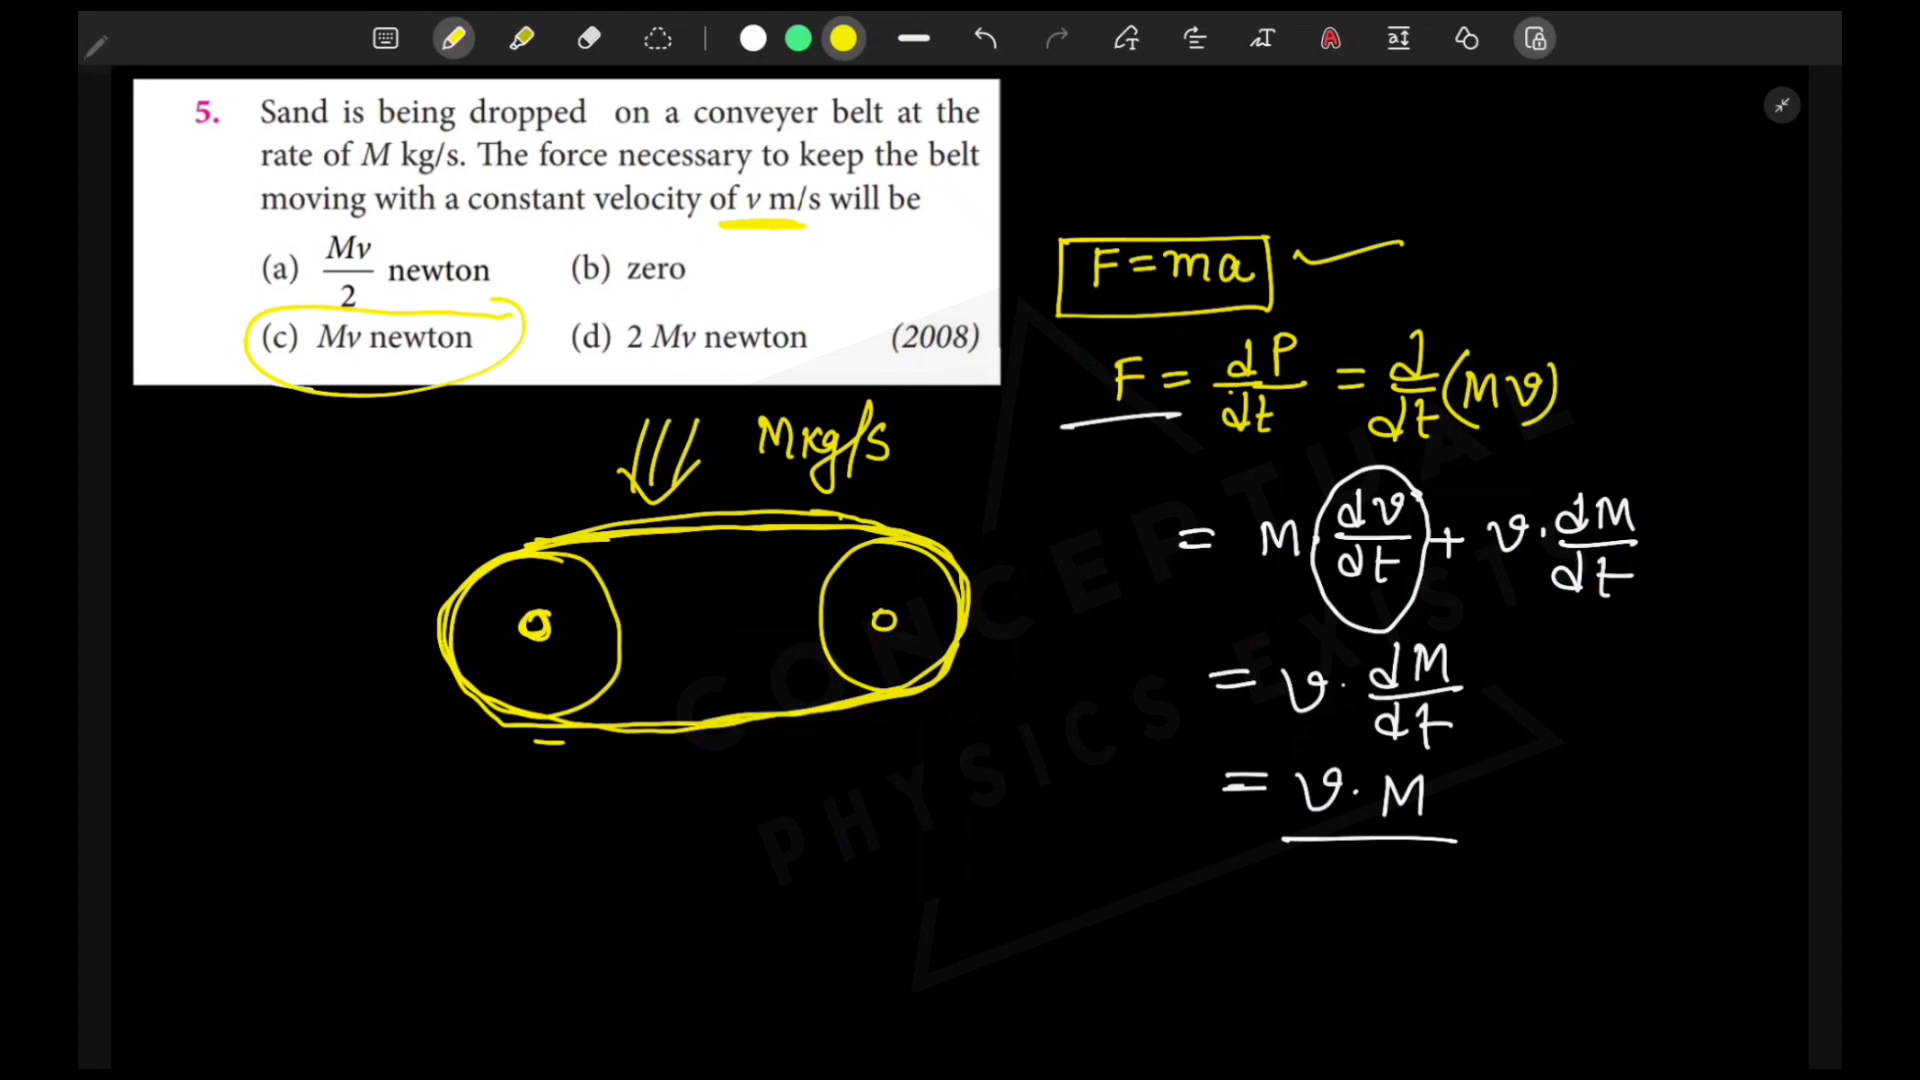 5. Sand is being dropped on a conveyer belt at the
rate of M kg/s. The force necessary to keep the belt
moving with a constant velocity of v m/s will be
(a) Mv/2 newton (b) zero
(c) Mv newton (d) 2 Mv newton (2008)
F = ma
F = dP/dt = d/dt (Mv)
M kg/s
= M . dv/dt + v . dM/dt
= v . dM/dt
= v . M
CONCEPTUAL
PHYSICS EXIST